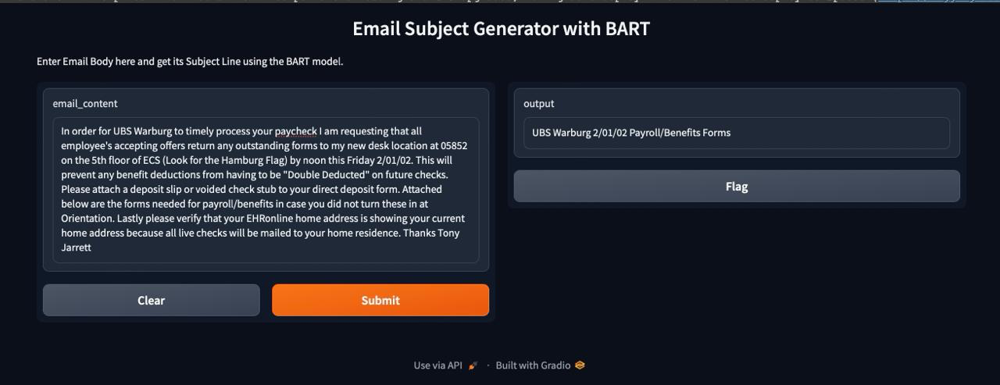 Email Subject Generator with BART
Enter Email Body here and get its Subject Line using the BART model.
email_content
In order for UBS Warburg to timely process your paycheck I am requesting that all
employee's accepting offers return any outstanding forms to my new desk location at 05852
on the 5th floor of ECS (Look for the Hamburg Flag) by noon this Friday 2/01/02. This will
prevent any benefit deductions from having to be "Double Deducted" on future checks.
Please attach a deposit slip or voided check stub to your direct deposit form. Attached
below are the forms needed for payroll/benefits in case you did not turn these in at
Orientation. Lastly please verify that your EHRonline home address is showing your current
home address because all live checks will be mailed to your home residence. Thanks Tony
Jarrett
Clear
Submit
output
UBS Warburg 2/01/02 Payroll/Benefits Forms
Flag
Use via API · Built with Gradio